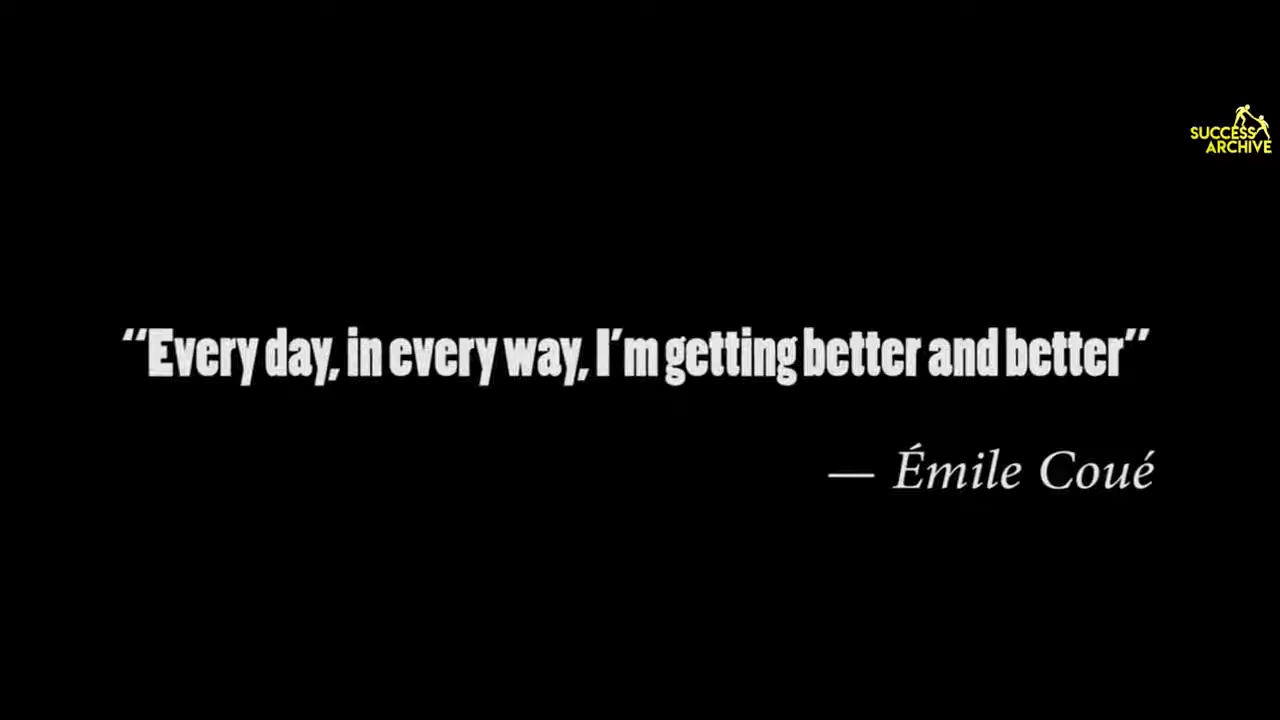 SUCCESS
ARCHIVE
“Every day, in every way, I’m getting better and better”
— Émile Coué